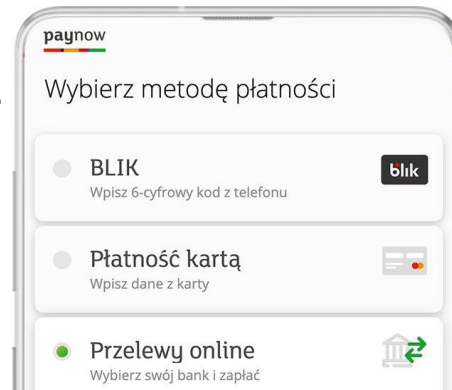 paynow
Wybierz metodę płatności
BLIK
blik
Wpisz 6-cyfrowy kod z telefonu
Płatność kartą
Wpisz dane z karty
Przelewy online
Wybierz swój bank i zapłać